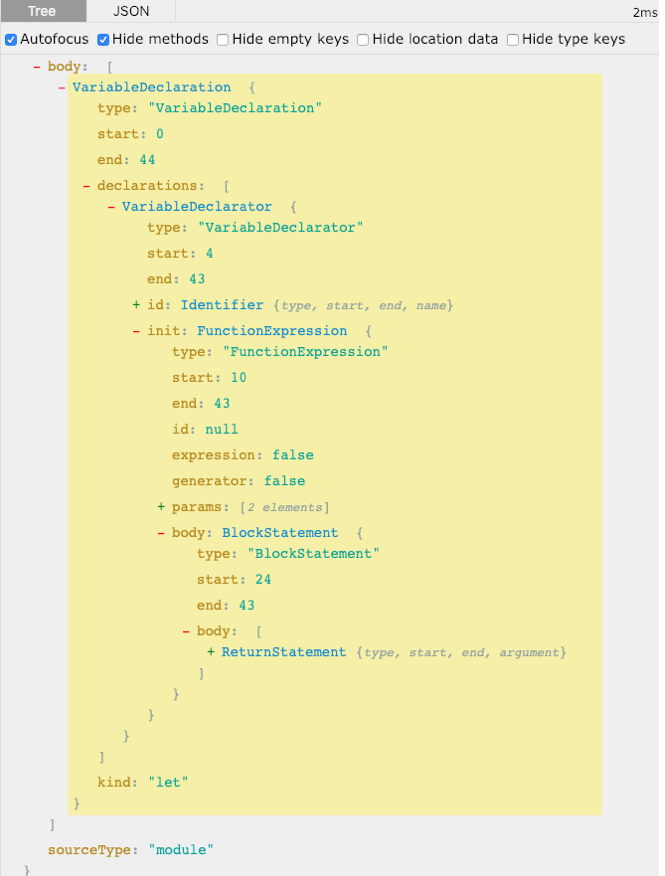 Tree JSON 2ms
Autofocus Hide methods Hide empty keys Hide location data Hide type keys
- body: [
- VariableDeclaration {
type: "VariableDeclaration"
start: 0
end: 44
- declarations: [
- VariableDeclarator {
type: "VariableDeclarator"
start: 4
end: 43
+ id: Identifier {type, start, end, name}
- init: FunctionExpression {
type: "FunctionExpression"
start: 10
end: 43
id: null
expression: false
generator: false
+ params: [2 elements]
- body: BlockStatement {
type: "BlockStatement"
start: 24
end: 43
- body: [
+ ReturnStatement {type, start, end, argument}
]
}
}
}
]
kind: "let"
}
]
sourceType: "module"
}